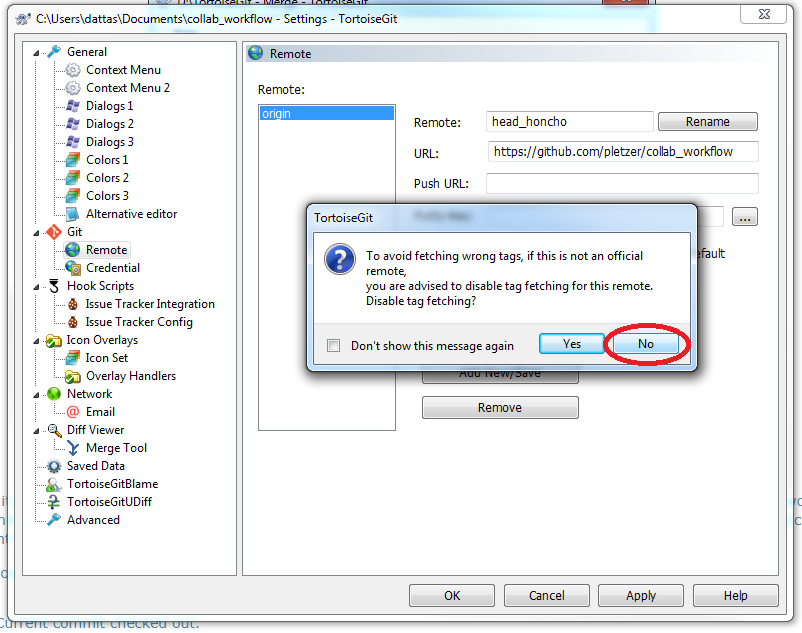 D:\TortoiseGit - Merge - TortoiseGit
C:\Users\dattas\Documents\collab_workflow - Settings - TortoiseGit
General
Context Menu
Context Menu 2
Dialogs 1
Dialogs 2
Dialogs 3
Colors 1
Colors 2
Colors 3
Alternative editor
Git
Remote
Credential
Hook Scripts
Issue Tracker Integration
Issue Tracker Config
Icon Overlays
Icon Set
Overlay Handlers
Network
Email
Diff Viewer
Merge Tool
Saved Data
TortoiseGitBlame
TortoiseGitUDiff
Advanced
Remote
Remote:
origin
Remote:
head_honcho
Rename
URL:
https://github.com/pletzer/collab_workflow
Push URL:
...
efault
TortoiseGit
To avoid fetching wrong tags, if this is not an official
remote,
you are advised to disable tag fetching for this remote.
Disable tag fetching?
Don't show this message again
Yes
No
Add New/Save
Remove
OK
Cancel
Apply
Help
Current commit checked out.